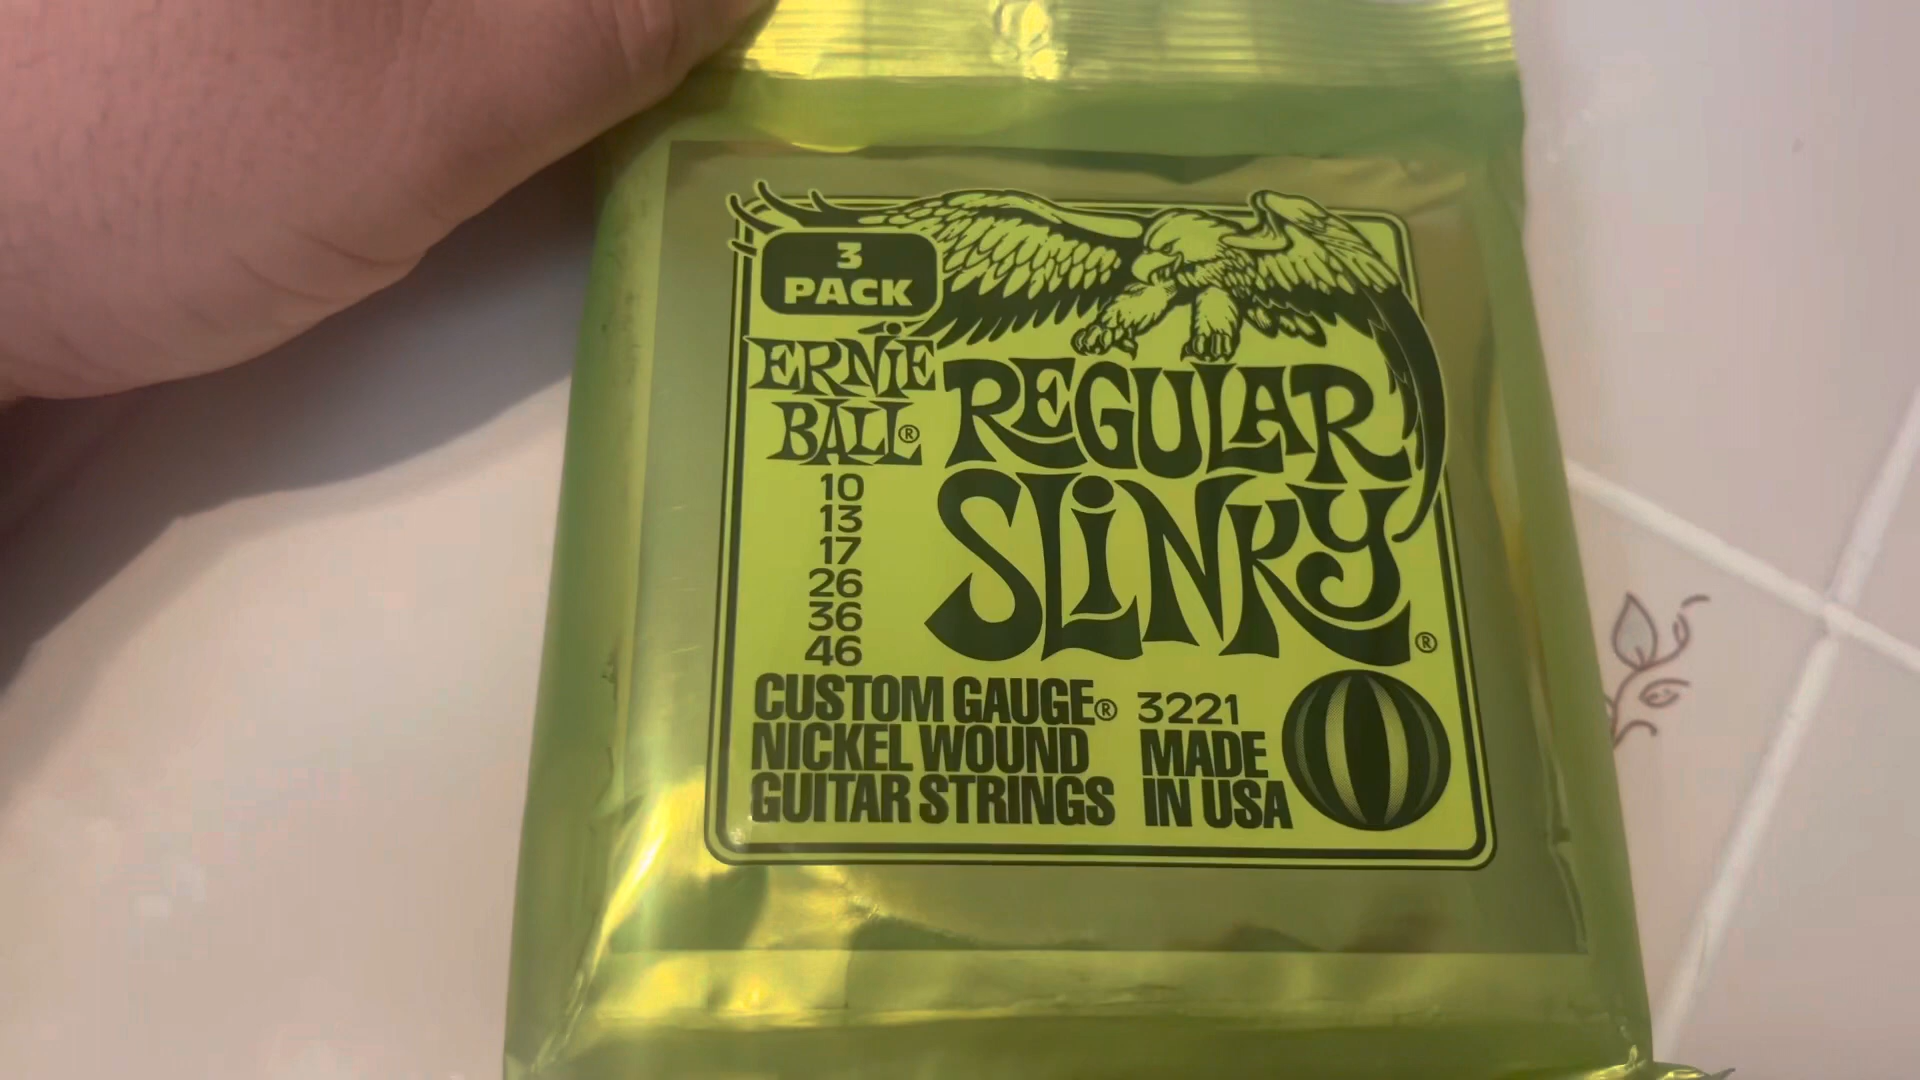 3
PACK
ERNIE
BALL®
REGULAR
SLINKY®
10
13
17
26
36
46
CUSTOM GAUGE®
NICKEL WOUND
GUITAR STRINGS
3221
MADE
IN USA